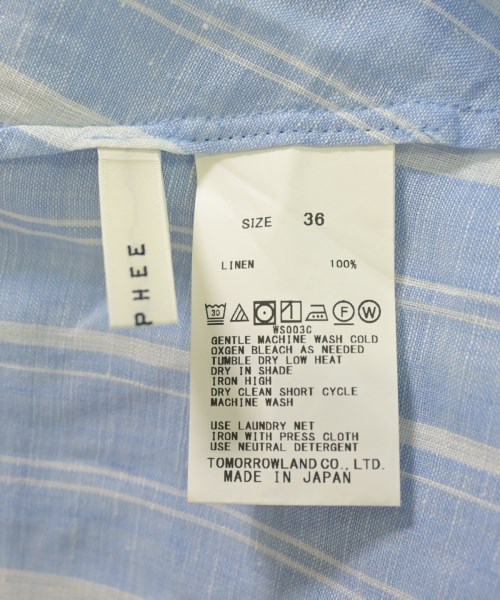 PHEE
SIZE 36
LINEN 100%
30 F W
WS003C
GENTLE MACHINE WASH COLD
OXGEN BLEACH AS NEEDED
TUMBLE DRY LOW HEAT
DRY IN SHADE
IRON HIGH
DRY CLEAN SHORT CYCLE
MACHINE WASH
USE LAUNDRY NET
IRON WITH PRESS CLOTH
USE NEUTRAL DETERGENT
TOMORROWLAND CO., LTD.
MADE IN JAPAN